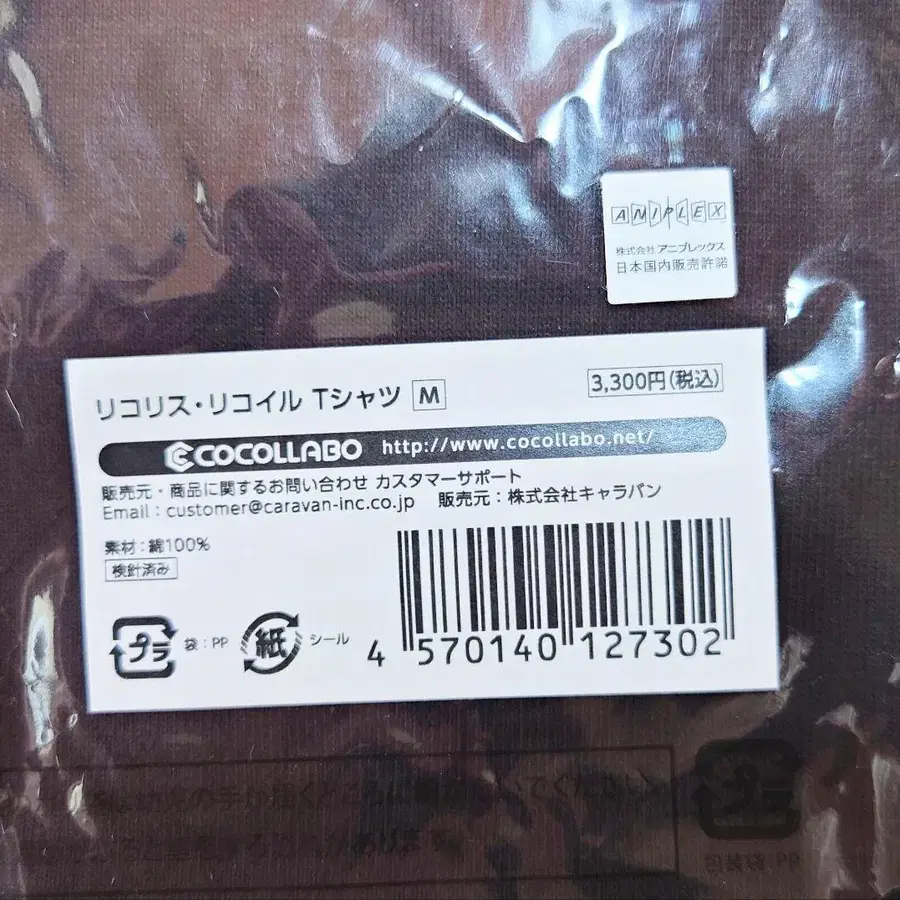 ANIPLEX
株式会社 アニプレックス
日本国内販売許諾
リコリス・リコイル Tシャツ M
3,300円(税込)
COCOLLABO http://www.cocollabo.net/
販売元・商品に関するお問い合わせ カスタマーサポート
Email:customer@caravan-inc.co.jp 販売元:株式会社キャラバン
素材:綿100%
検針済み
プラ 袋:PP 紙 シール
4 570140 127302
プラ
包装袋 PP